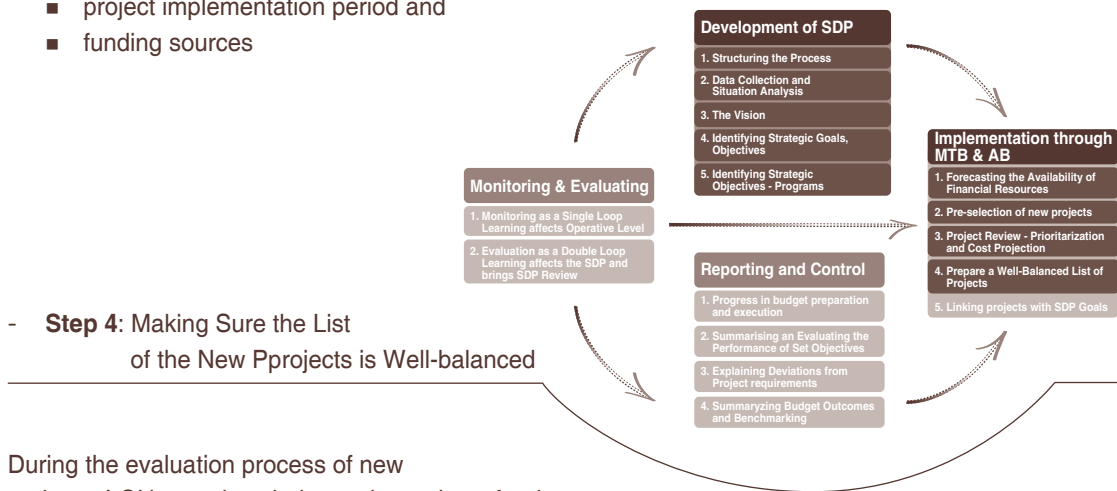 ■ project implementation period and
■ funding sources
Development of SDP
1. Structuring the Process
2. Data Collection and
Situation Analysis
3. The Vision
4. Identifying Strategic Goals,
Objectives
5. Identifying Strategic
Objectives - Programs
Monitoring & Evaluating
1. Monitoring as a Single Loop
Learning affects Operative Level
2. Evaluation as a Double Loop
Learning affects the SDP and
brings SDP Review
Implementation through
MTB & AB
1. Forecasting the Availability of
Financial Resources
2. Pre-selection of new projects
3. Project Review - Prioritarization
and Cost Projection
4. Prepare a Well-Balanced List of
Projects
5. Linking projects with SDP Goals
Reporting and Control
1. Progress in budget preparation
and execution
2. Summarising an Evaluating the
Performance of Set Objectives
3. Explaining Deviations from
Project requirements
4. Summaryzing Budget Outcomes
and Benchmarking
- Step 4: Making Sure the List
of the New Pprojects is Well-balanced
During the evaluation process of new